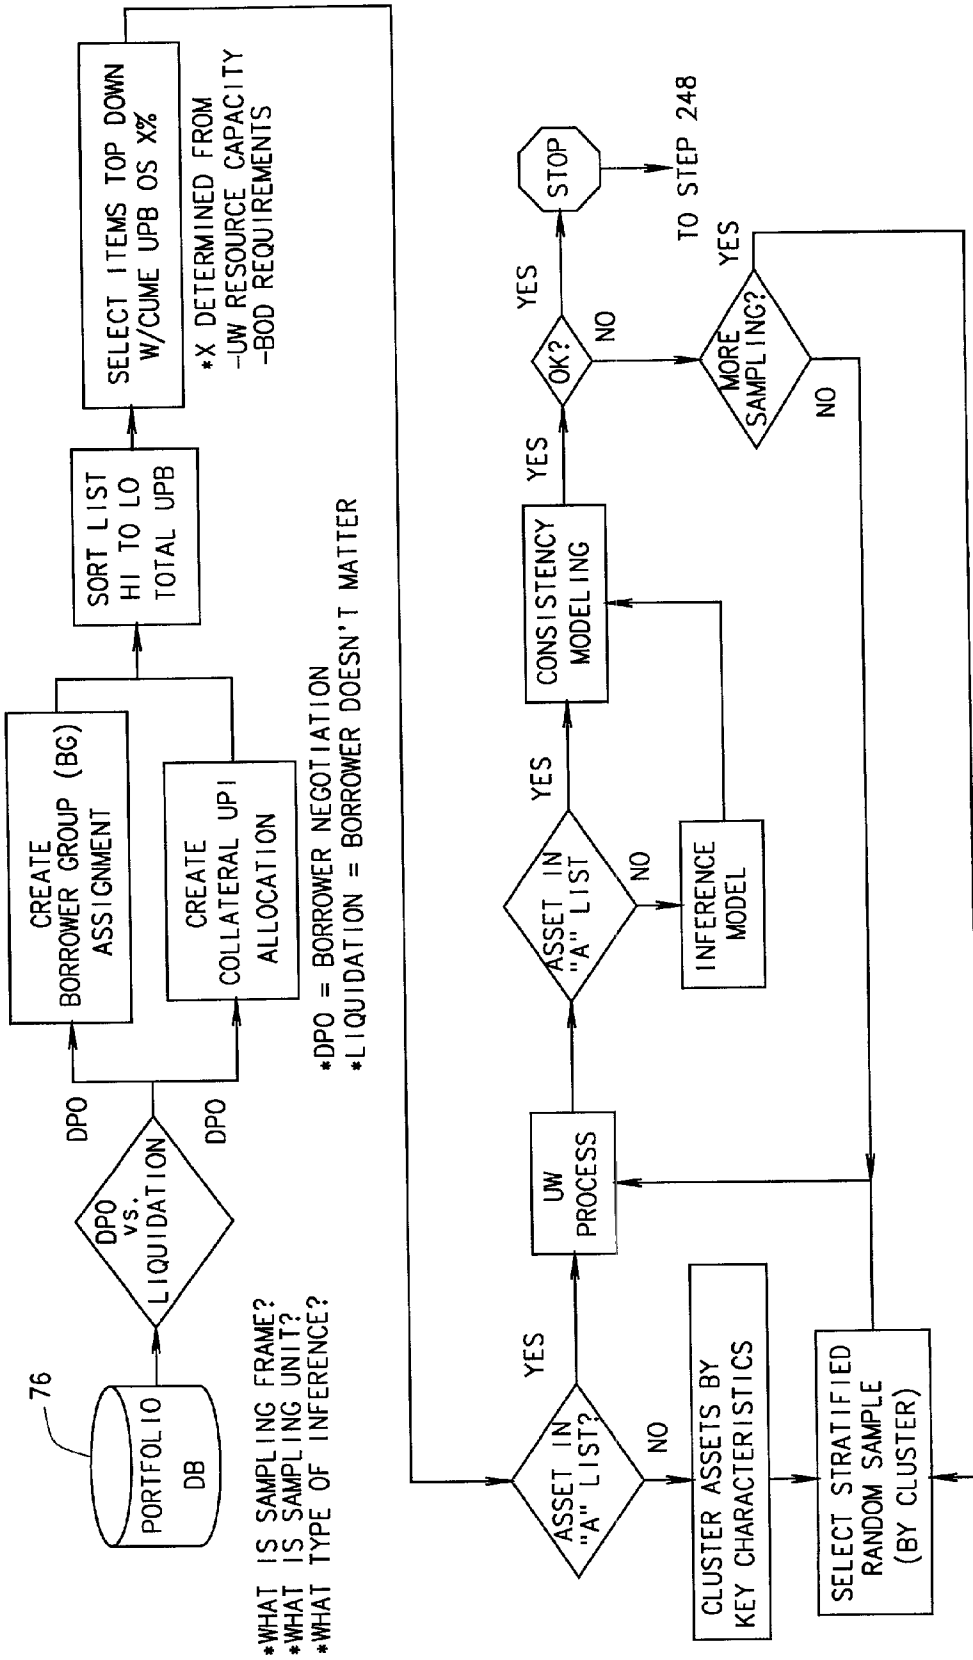 76
PORTFOLIO
DB
*WHAT IS SAMPLING FRAME?
*WHAT IS SAMPLING UNIT?
*WHAT TYPE OF INFERENCE?
DPO
vs.
LIQUIDATION
DPO
DPO
CREATE
BORROWER GROUP (BG)
ASSIGNMENT
CREATE
COLLATERAL UPI
ALLOCATION
*DPO = BORROWER NEGOTIATION
*LIQUIDATION = BORROWER DOESN'T MATTER
SORT LIST
HI TO LO
TOTAL UPB
SELECT ITEMS TOP DOWN
W/CUME UPB OS X%
*X DETERMINED FROM
-UW RESOURCE CAPACITY
-BOD REQUIREMENTS
ASSET IN
"A" LIST?
YES
NO
CLUSTER ASSETS BY
KEY CHARACTERISTICS
SELECT STRATIFIED
RANDOM SAMPLE
(BY CLUSTER)
UW
PROCESS
ASSET IN
"A" LIST
YES
NO
INFERENCE
MODEL
CONSISTENCY
MODELING
YES
OK?
YES
NO
STOP
TO STEP 248
MORE
SAMPLING?
YES
NO